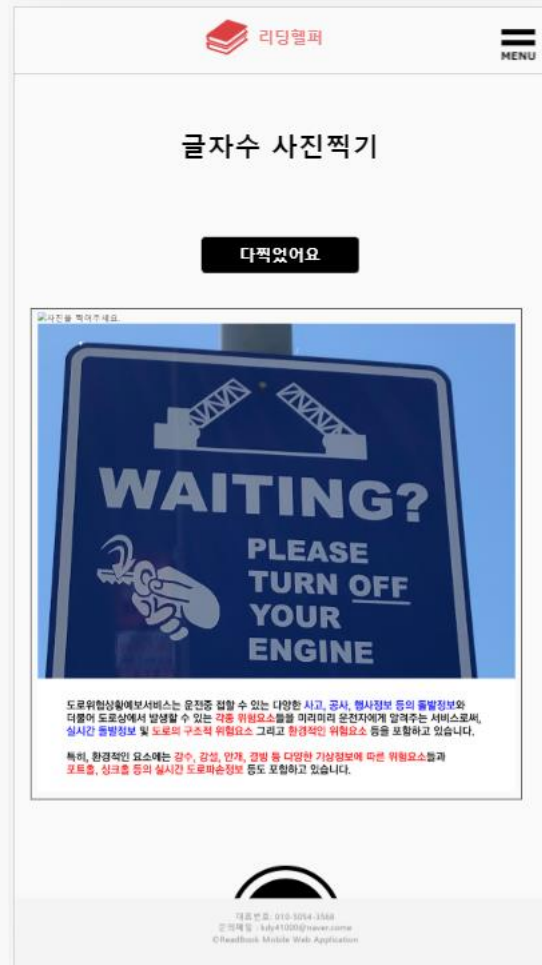 리딩헬퍼
MENU
글자수 사진찍기
다찍었어요
사진을 찍어주세요.
WAITING?
PLEASE
TURN OFF
YOUR
ENGINE
도로위험상황예보서비스는 운전중 접할 수 있는 다양한 사고, 공사, 행사정보 등의 돌발정보와
더불어 도로상에서 발생할 수 있는 각종 위험요소들을 미리미리 운전자에게 알려주는 서비스로써,
실시간 돌발정보 및 도로의 구조적 위험요소 그리고 환경적인 위험요소 등을 포함하고 있습니다.
특히, 환경적인 요소에는 강수, 강설, 안개, 결빙 등 다양한 기상정보에 따른 위험요소들과
포트홀, 싱크홀 등의 실시간 도로파손정보 등도 포함하고 있습니다.
대표번호: 010-5054-3568
문의메일 : kdy41000@naver.come
©ReadBook Mobile Web Application